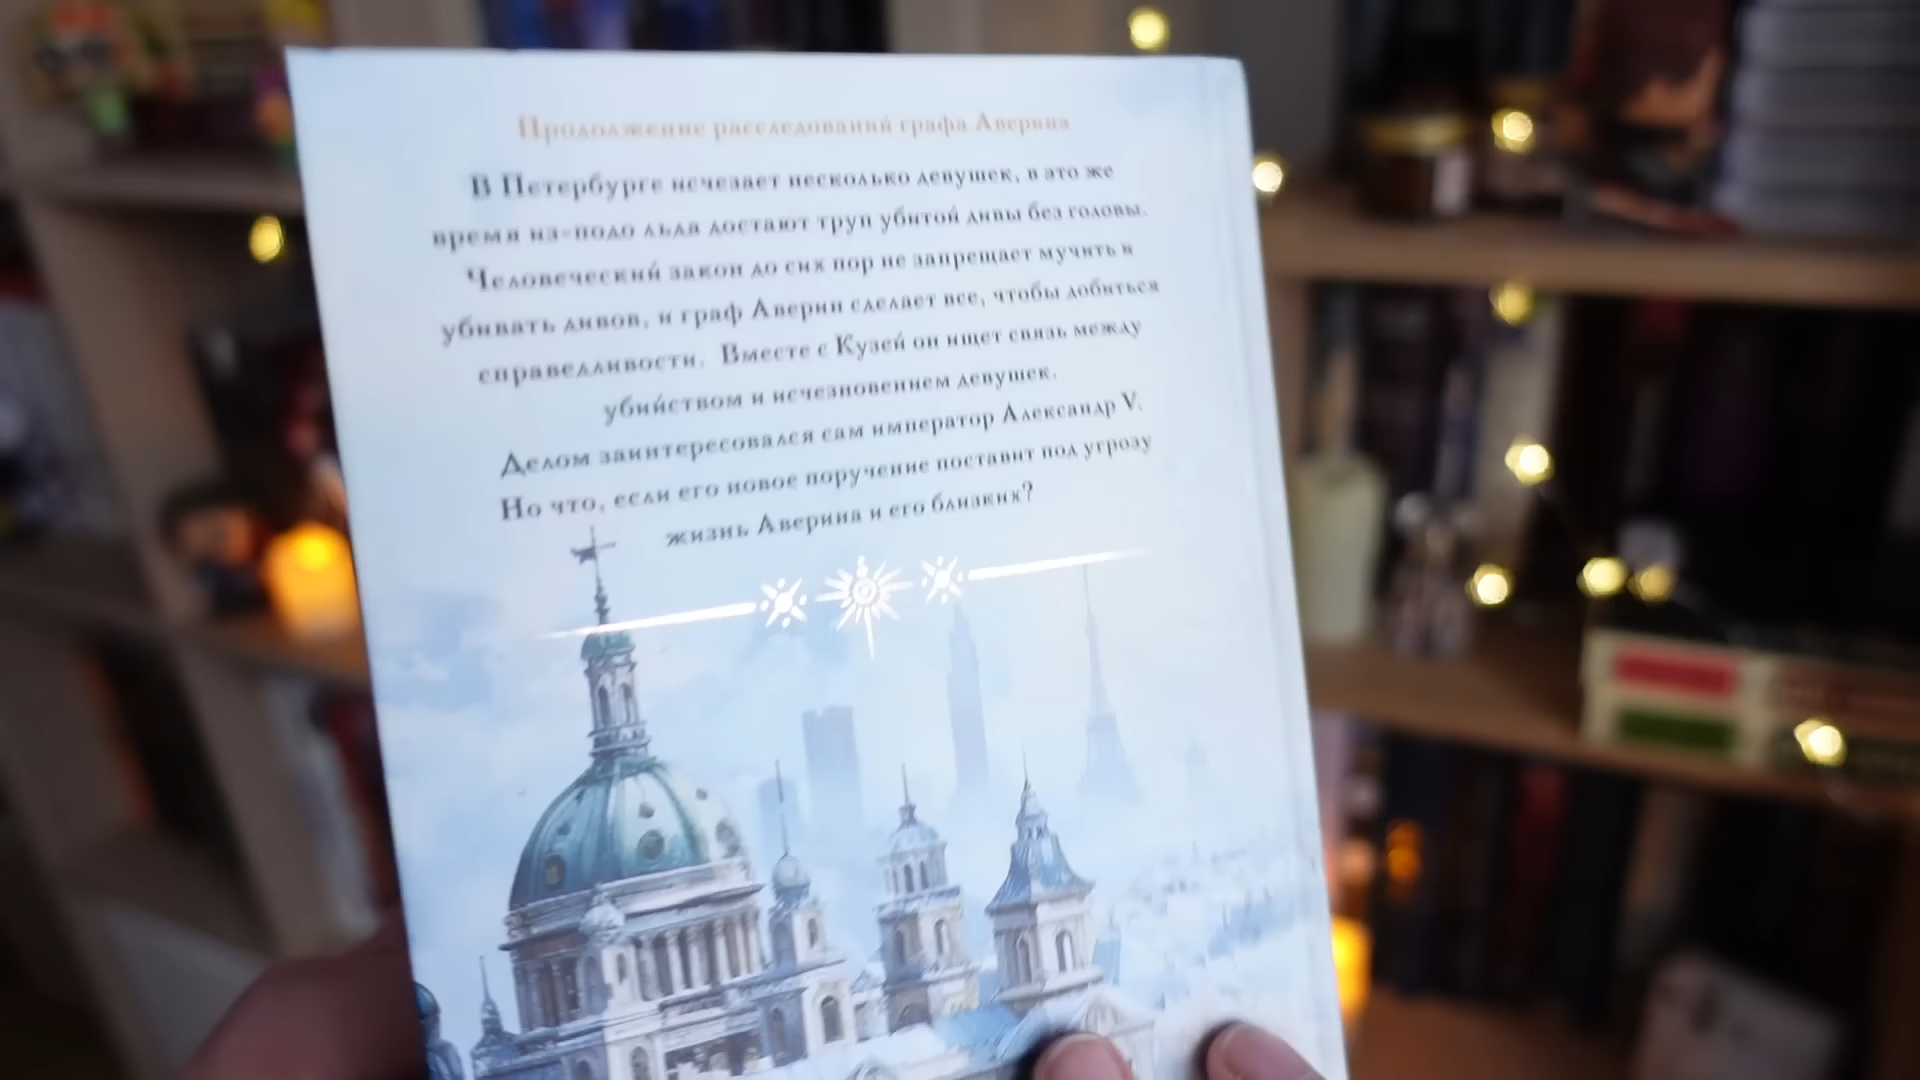 Продолжение расследований графа Аверина
В Петербурге исчезает несколько девушек, в это же
время из-подо льда достают труп убитой дивы без головы.
Человеческий закон до сих пор не запрещает мучить и
убивать дивов, и граф Аверин сделает все, чтобы добиться
справедливости. Вместе с Кузей он ищет связь между
убийством и исчезновением девушек.
Делом заинтересовался сам император Александр V.
Но что, если его новое поручение поставит под угрозу
жизнь Аверина и его близких?